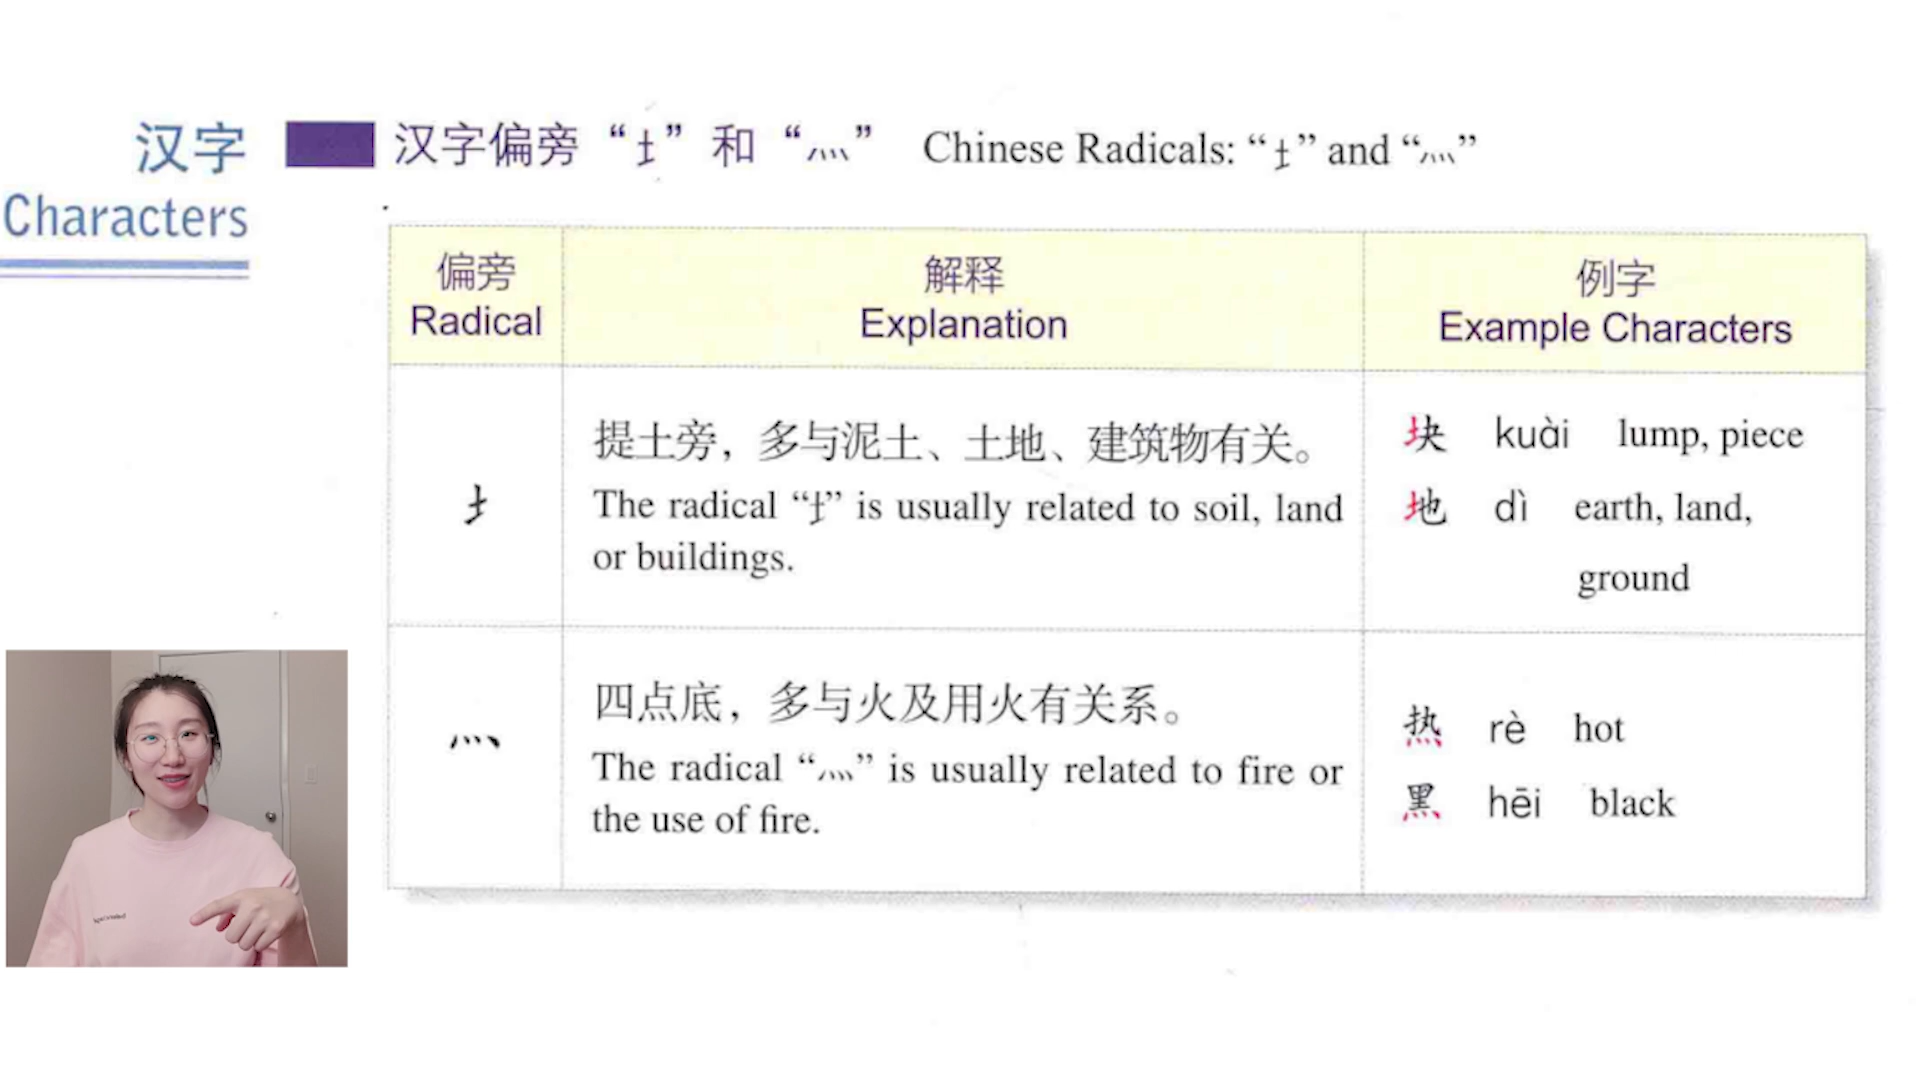 汉字
Characters
汉字偏旁“土”和“灬” Chinese Radicals: “土” and “灬”
偏旁
Radical
解释
Explanation
例字
Example Characters
土
提土旁，多与泥土、土地、建筑物有关。
The radical “土” is usually related to soil, land
or buildings.
块 kuài lump, piece
地 dì earth, land,
ground
灬
四点底，多与火及用火有关系。
The radical “灬” is usually related to fire or
the use of fire.
热 rè hot
黑 hēi black